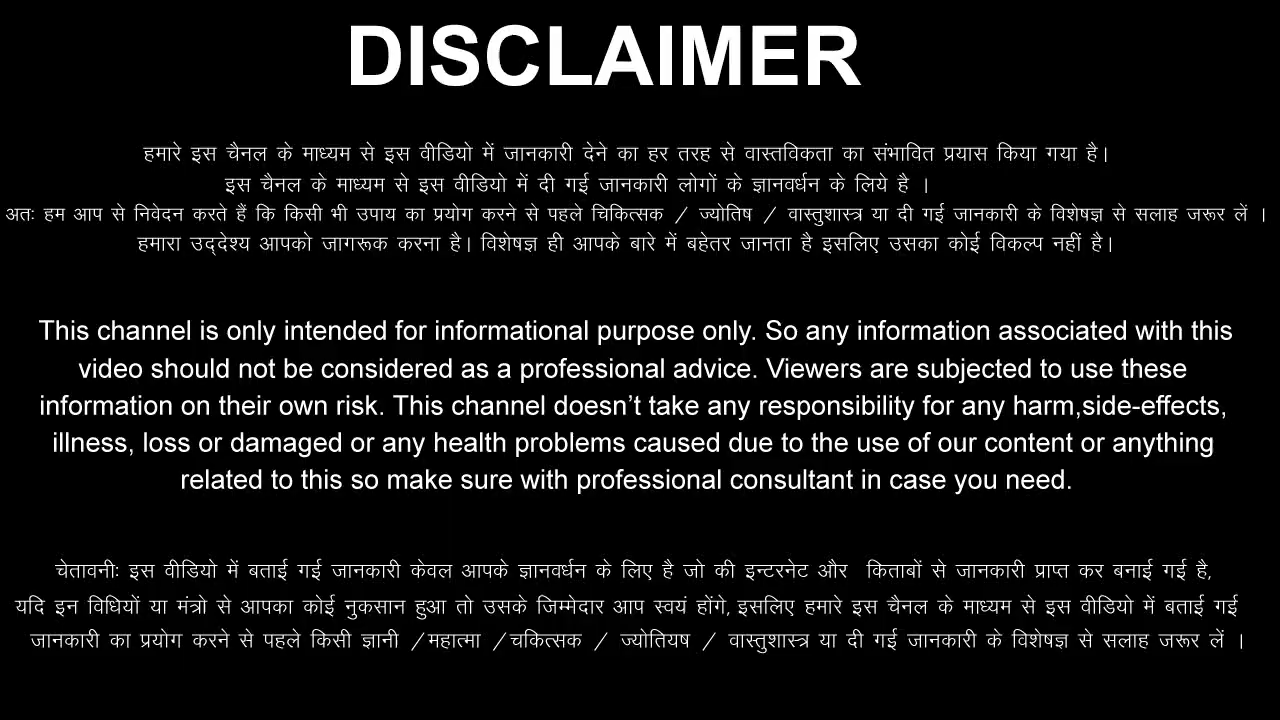 DISCLAIMER
हमारे इस चैनल के माध्यम से इस वीडियो में जानकारी देने का हर तरह से वास्तविकता का संभावित प्रयास किया गया है।
इस चैनल के माध्यम से इस वीडियो में दी गई जानकारी लोगों के ज्ञानवर्धन के लिये है ।
अतः हम आप से निवेदन करते हैं कि किसी भी उपाय का प्रयोग करने से पहले चिकित्सक / ज्योतिष / वास्तुशास्त्र या दी गई जानकारी के विशेषज्ञ से सलाह जरूर लें ।
हमारा उद्देश्य आपको जागरूक करना है। विशेषज्ञ ही आपके बारे में बहेतर जानता है इसलिए उसका कोई विकल्प नहीं है।
This channel is only intended for informational purpose only. So any information associated with this
video should not be considered as a professional advice. Viewers are subjected to use these
information on their own risk. This channel doesn’t take any responsibility for any harm,side-effects,
illness, loss or damaged or any health problems caused due to the use of our content or anything
related to this so make sure with professional consultant in case you need.
चेतावनीः इस वीडियो में बताई गई जानकारी केवल आपके ज्ञानवर्धन के लिए है जो की इन्टरनेट और किताबों से जानकारी प्राप्त कर बनाई गई है,
यदि इन विधियों या मंत्रो से आपका कोई नुकसान हुआ तो उसके जिम्मेदार आप स्वयं होंगे, इसलिए हमारे इस चैनल के माध्यम से इस वीडियो में बताई गई
जानकारी का प्रयोग करने से पहले किसी ज्ञानी /महात्मा /चकित्सक / ज्योतियष / वास्तुशास्त्र या दी गई जानकारी के विशेषज्ञ से सलाह जरूर लें ।